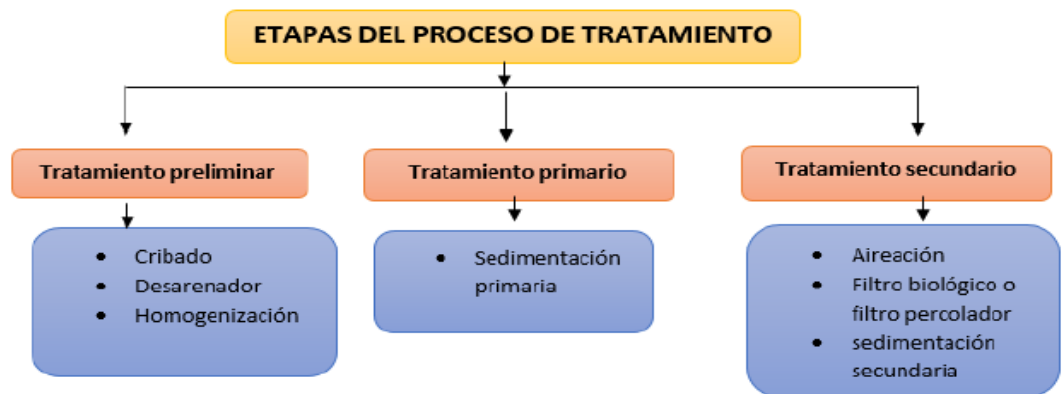 ETAPAS DEL PROCESO DE TRATAMIENTO
Tratamiento preliminar
• Cribado
• Desarenador
• Homogenización
Tratamiento primario
• Sedimentación
primaria
Tratamiento secundario
• Aireación
• Filtro biológico o
filtro percolador
• sedimentación
secundaria